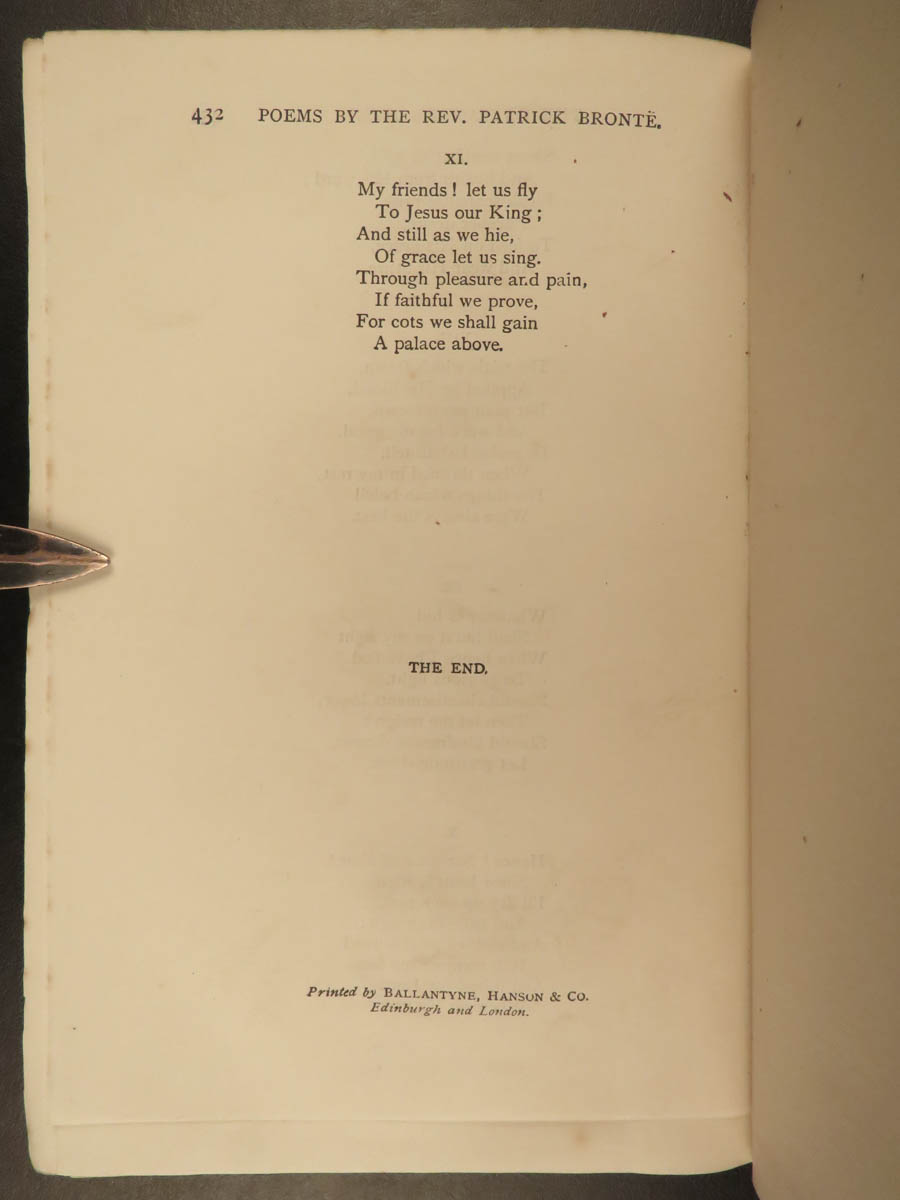 432 POEMS BY THE REV. PATRICK BRONTË.
XI.
My friends ! let us fly
To Jesus our King ;
And still as we hie,
Of grace let us sing.
Through pleasure and pain,
If faithful we prove,
For cots we shall gain
A palace above.
THE END.
Printed by BALLANTYNE, HANSON & CO.
Edinburgh and London.